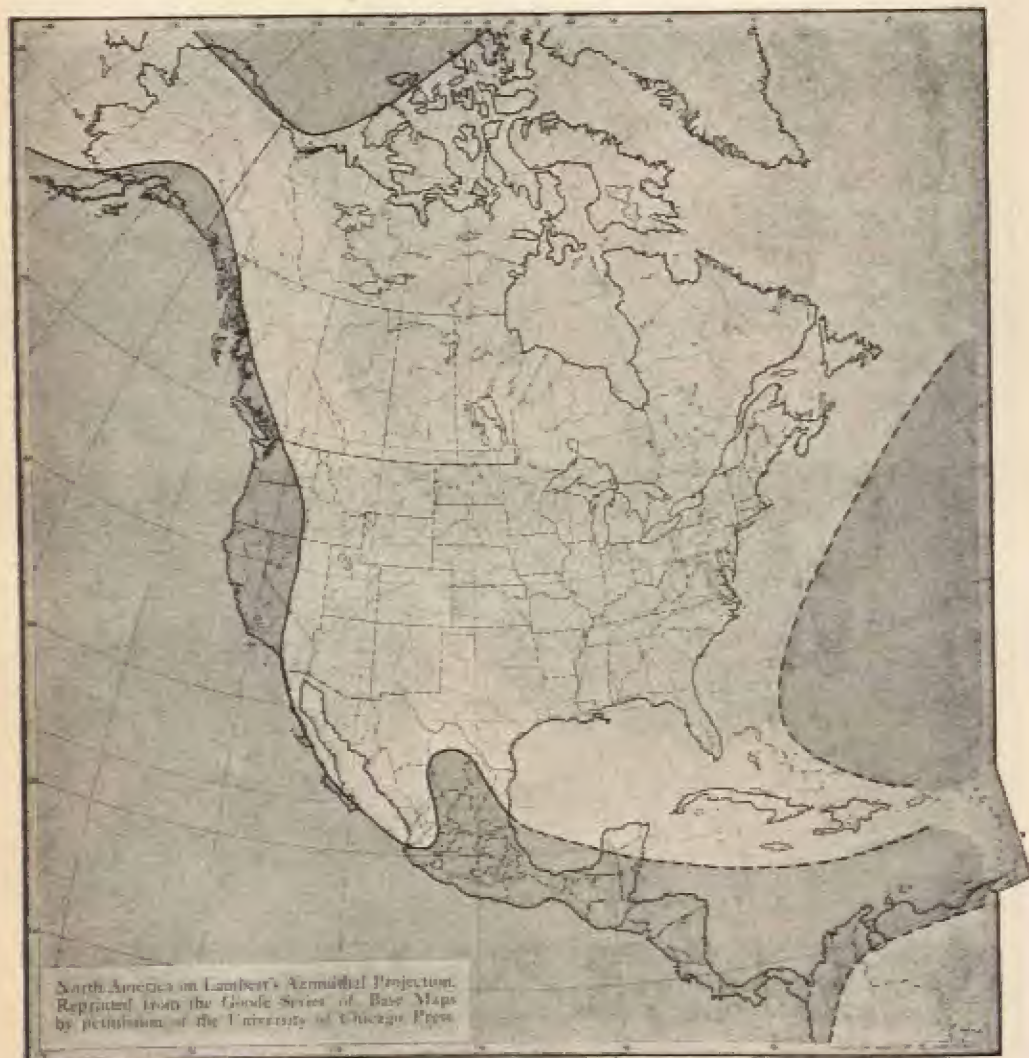 North America on Lambert's Azimuthal Projection.
Reprinted from the Goode Series of Base Maps
by permission of the University of Chicago Press.